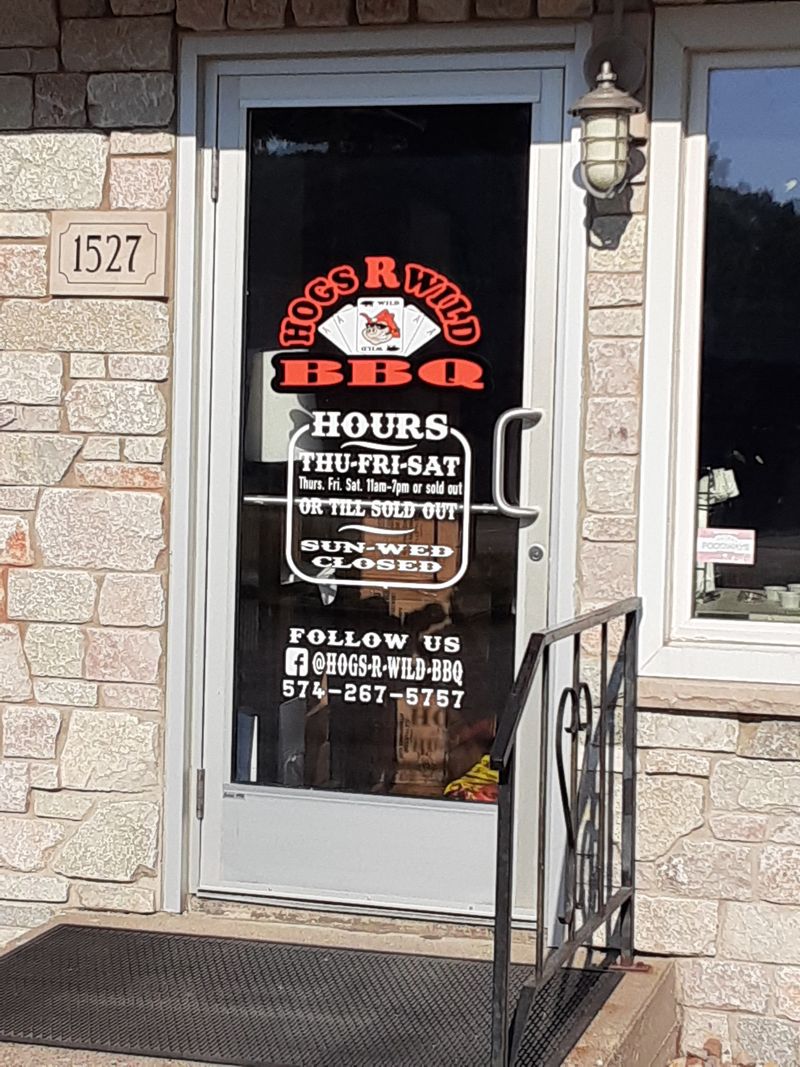 1527
HOGS R WILD
WILD
A A A
WILD
BBQ
HOURS
THU-FRI-SAT
Thurs. Fri. Sat. 11am-7pm or sold out
OR TILL SOLD OUT
SUN-WED
CLOSED
FOLLOW US
f @HOGS-R-WILD-BBQ
574-267-5757